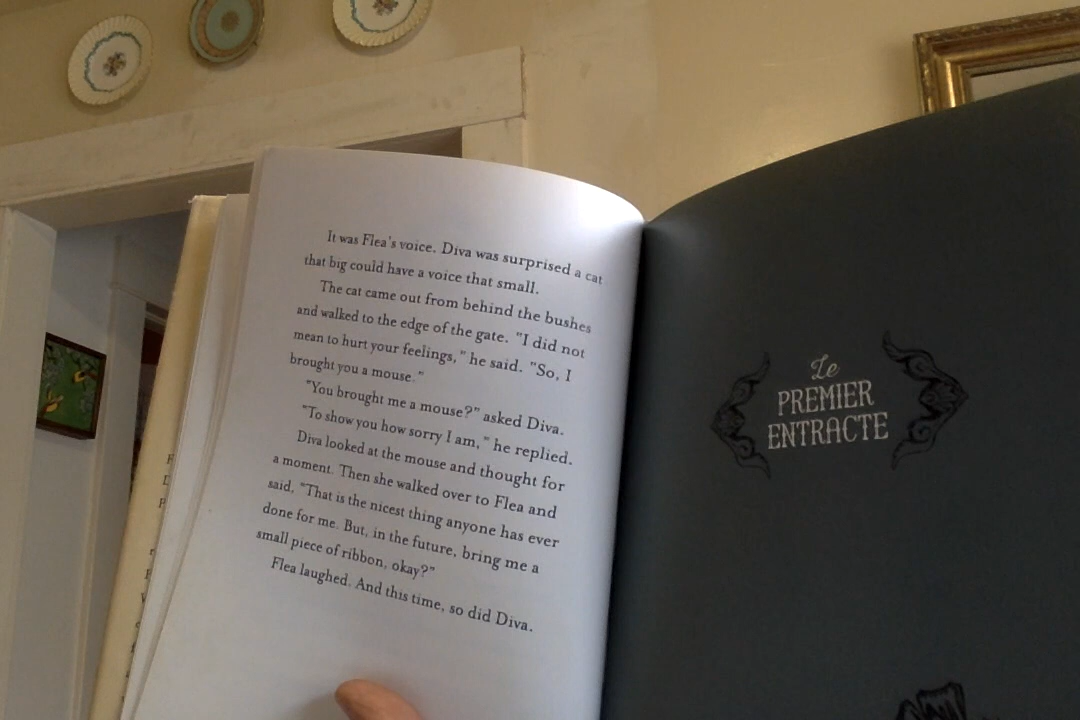 It was Flea's voice. Diva was surprised a cat
that big could have a voice that small.
The cat came out from behind the bushes
and walked to the edge of the gate. "I did not
mean to hurt your feelings," he said. "So, I
brought you a mouse."
"You brought me a mouse?" asked Diva.
"To show you how sorry I am," he replied.
Diva looked at the mouse and thought for
a moment. Then she walked over to Flea and
said, "That is the nicest thing anyone has ever
done for me. But, in the future, bring me a
small piece of ribbon, okay?"
Flea laughed. And this time, so did Diva.
Le
PREMIER
ENTRACTE